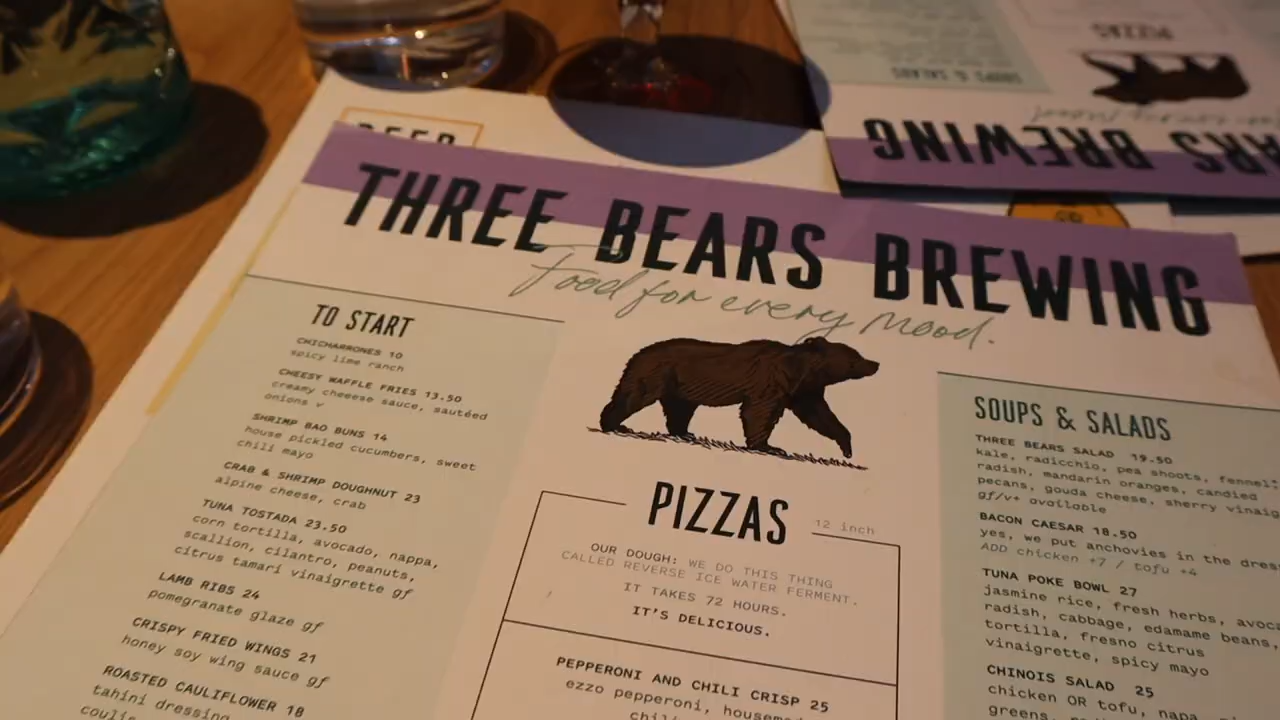 BEER
THREE BEARS BREWING
Food for every mood.
TO START
CHICHARRONES 10
spicy lime ranch
CHEESY WAFFLE FRIES 13.50
creamy cheeese sauce, sautéed
onions v
SHRIMP BAO BUNS 14
house pickled cucumbers, sweet
chili mayo
CRAB & SHRIMP DOUGHNUT 23
alpine cheese, crab
TUNA TOSTADA 23.50
corn tortilla, avocado, nappa,
scallion, cilantro, peanuts,
citrus tamari vinaigrette gf
LAMB RIBS 24
pomegranate glaze gf
CRISPY FRIED WINGS 21
honey soy wing sauce gf
ROASTED CAULIFLOWER 18
tahini dressing
PIZZAS 12 inch
OUR DOUGH: WE DO THIS THING
CALLED REVERSE ICE WATER FERMENT.
IT TAKES 72 HOURS.
IT'S DELICIOUS.
PEPPERONI AND CHILI CRISP 25
ezzo pepperoni,
SOUPS & SALADS
THREE BEARS SALAD 19.50
kale, radicchio, pea shoots, fennel,
radish, mandarin oranges, candied
pecans, gouda cheese, sherry vinaig
gf/v+ available
BACON CAESAR 18.50
yes, we put anchovies in the dres
ADD chicken +7 / tofu +4
TUNA POKE BOWL 27
jasmine rice, fresh herbs, avoca
radish, cabbage, edamame beans,
tortilla, fresno citrus
vinaigrette, spicy mayo
CHINOIS SALAD 25
chicken OR tofu, napa
greens,
PIZZAS
SOUPS & SALADS
ARS BREWING